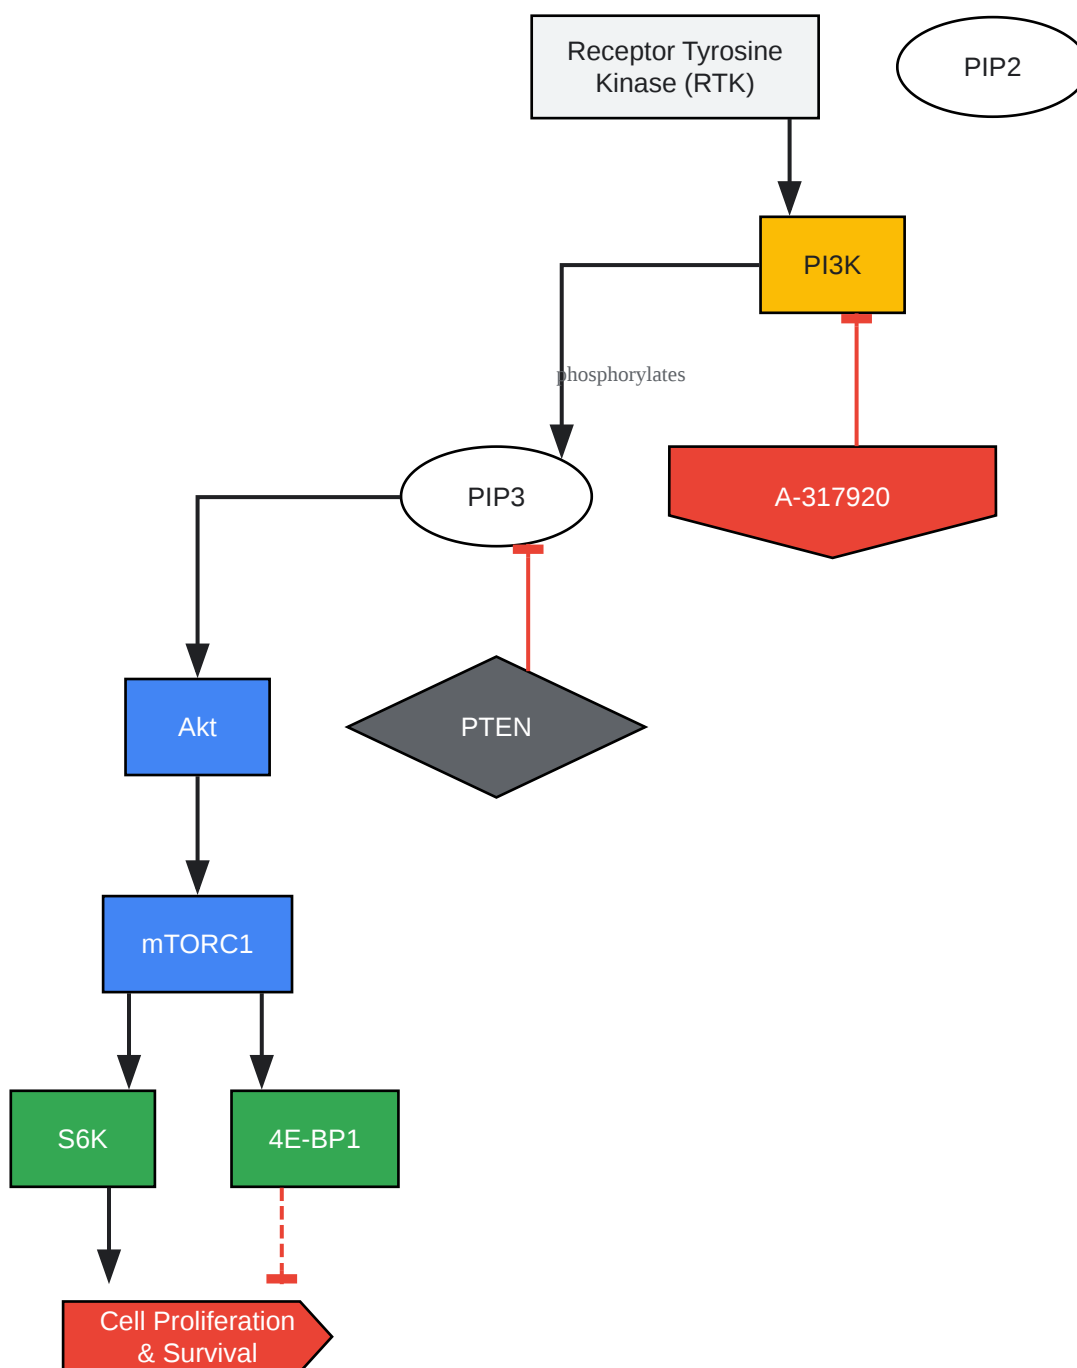 Receptor Tyrosine
Kinase (RTK)
PIP2
PI3K
phosphorylates
PIP3
A-317920
Akt
PTEN
mTORC1
S6K
4E-BP1
Cell Proliferation
& Survival